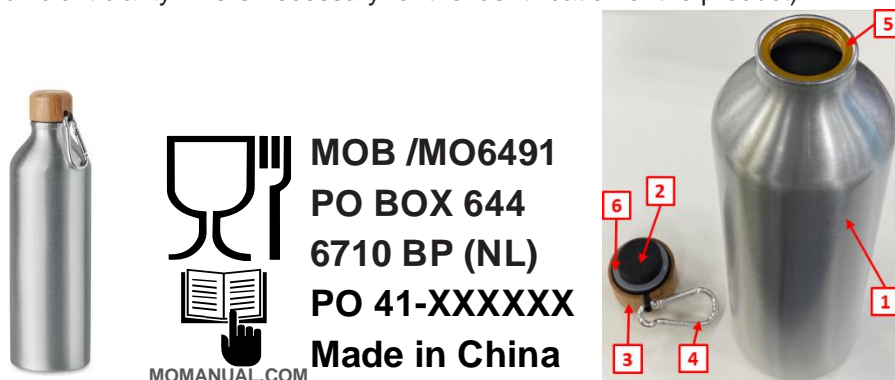 MOB /MO6491
PO BOX 644
6710 BP (NL)
PO 41-XXXXXX
Made in China
MOMANUAL.COM
5
2
6
1
3
4